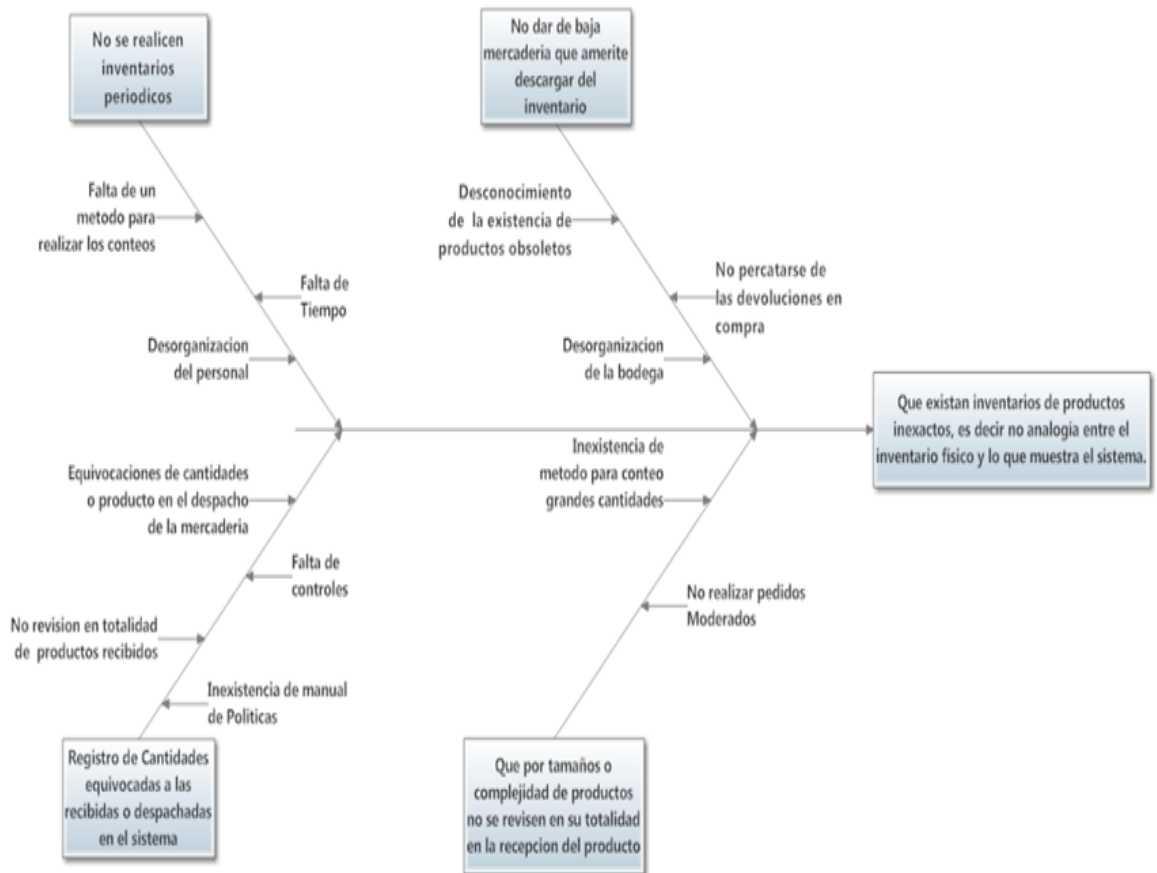 No se realicen
inventarios
periodicos
No dar de baja
mercaderia que amerite
descargar del
inventario
Falta de un
metodo para
realizar los conteos
Falta de
Tiempo
Desorganizacion
del personal
Desconocimiento
de la existencia de
productos obsoletos
No percatarse de
las devoluciones en
compra
Desorganizacion
de la bodega
Que existan inventarios de productos
inexactos, es decir no analogia entre el
inventario físico y lo que muestra el sistema.
Equivocaciones de cantidades
o producto en el despacho
de la mercaderia
Falta de
controles
No revision en totalidad
de productos recibidos
Inexistencia de manual
de Politicas
Registro de Cantidades
equivocadas a las
recibidas o despachadas
en el sistema
Inexistencia de
metodo para conteo
grandes cantidades
No realizar pedidos
Moderados
Que por tamaños o
complejidad de productos
no se revisen en su totalidad
en la recepcion del producto